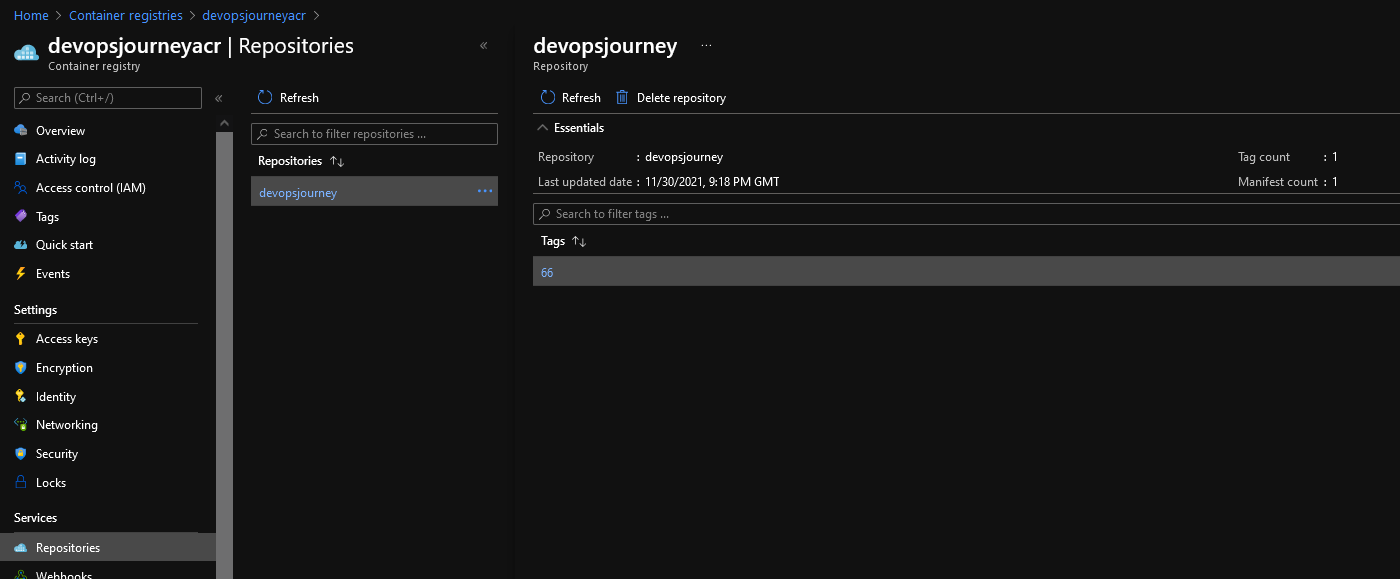 Home > Container registries > devopsjourneyacr >
devopsjourneyacr | Repositories
Container registry
Search (Ctrl+/)
Overview
Activity log
Access control (IAM)
Tags
Quick start
Events
Settings
Access keys
Encryption
Identity
Networking
Security
Locks
Services
Repositories
Webhooks
Refresh
Search to filter repositories ...
Repositories
devopsjourney
devopsjourney
Repository
Refresh Delete repository
Essentials
Repository : devopsjourney Tag count : 1
Last updated date : 11/30/2021, 9:18 PM GMT Manifest count : 1
Search to filter tags ...
Tags
66